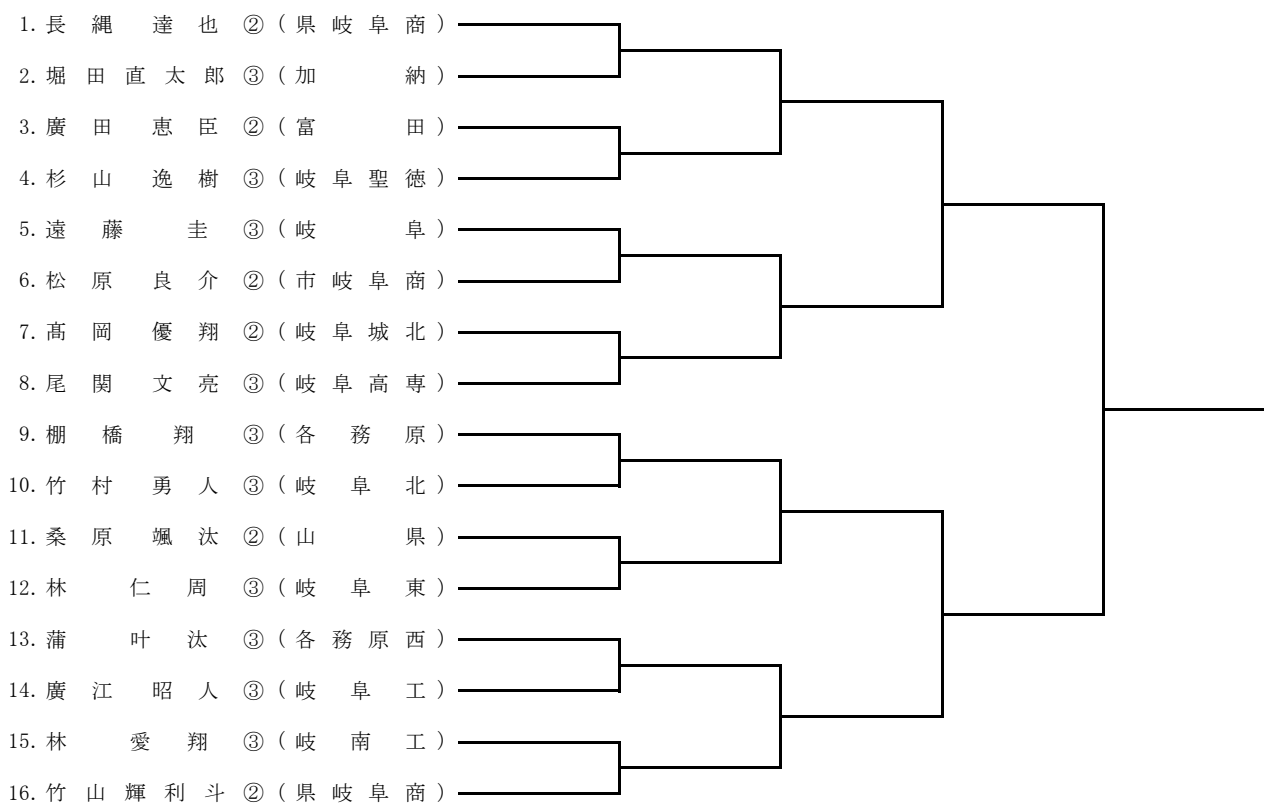 1. 長縄 達也 ② (県岐阜商)
2. 堀田直太郎 ③ (加納)
3. 廣田 恵臣 ② (富田)
4. 杉山 逸樹 ③ (岐阜聖徳)
5. 遠藤 圭 ③ (岐阜)
6. 松原 良介 ② (市岐阜商)
7. 髙岡 優翔 ② (岐阜城北)
8. 尾関 文亮 ③ (岐阜高専)
9. 棚橋 翔 ③ (各務原)
10. 竹村 勇人 ③ (岐阜北)
11. 桑原 颯汰 ② (山県)
12. 林 仁周 ③ (岐阜東)
13. 蒲 叶汰 ③ (各務原西)
14. 廣江 昭人 ③ (岐阜工)
15. 林 愛翔 ③ (岐南工)
16. 竹山輝利斗 ② (県岐阜商)